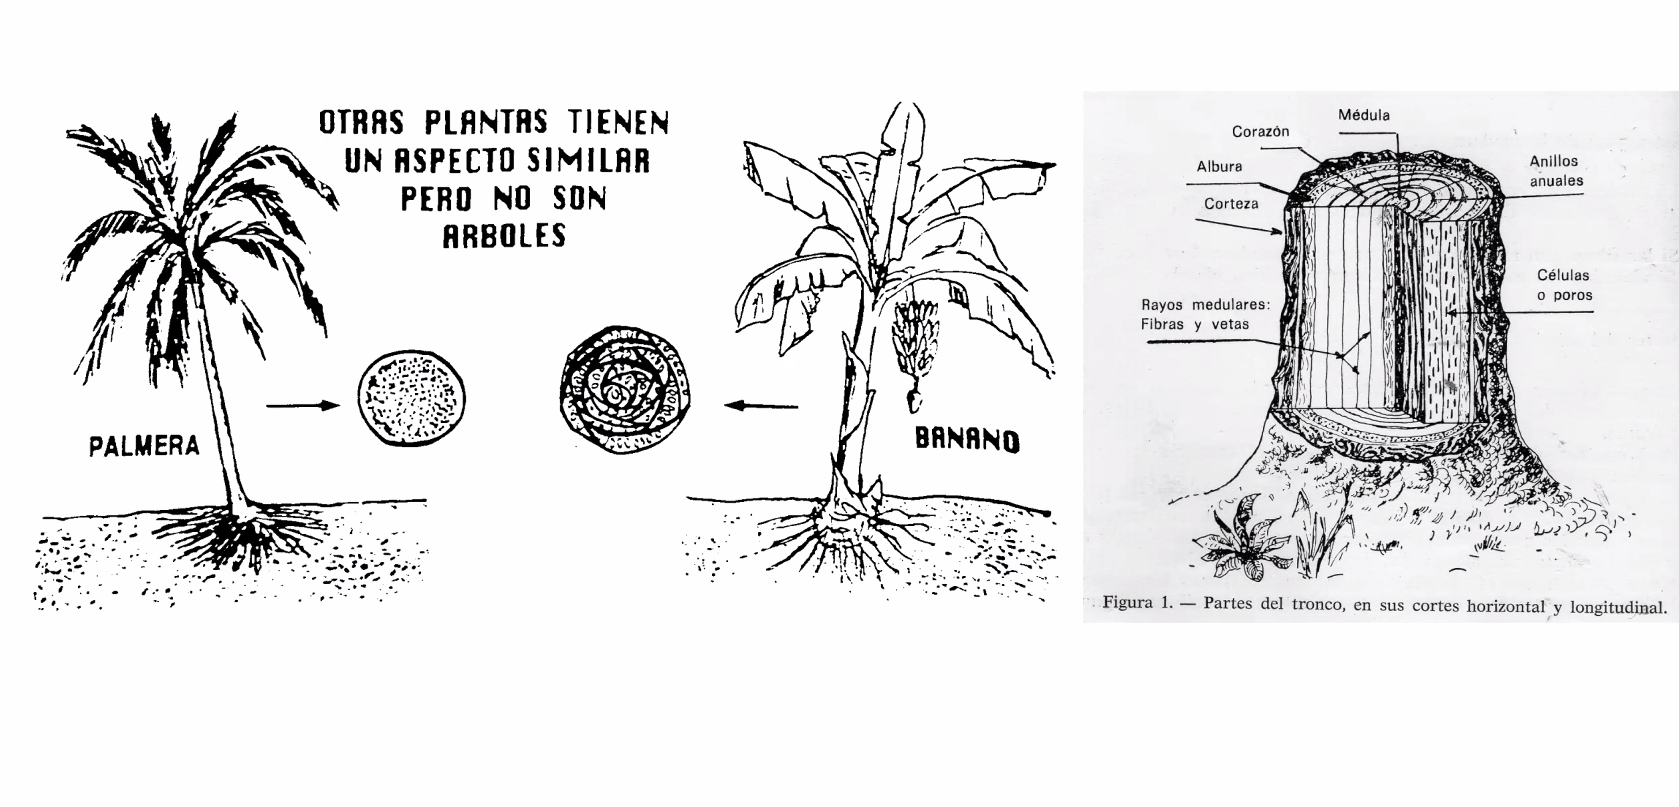 OTRAS PLANTAS TIENEN
UN ASPECTO SIMILAR
PERO NO SON
ARBOLES
PALMERA
BANANO
Médula
Corazón
Albura
Corteza
Anillos
anuales
Células
o poros
Rayos medulares:
Fibras y vetas
Figura 1. — Partes del tronco, en sus cortes horizontal y longitudinal.